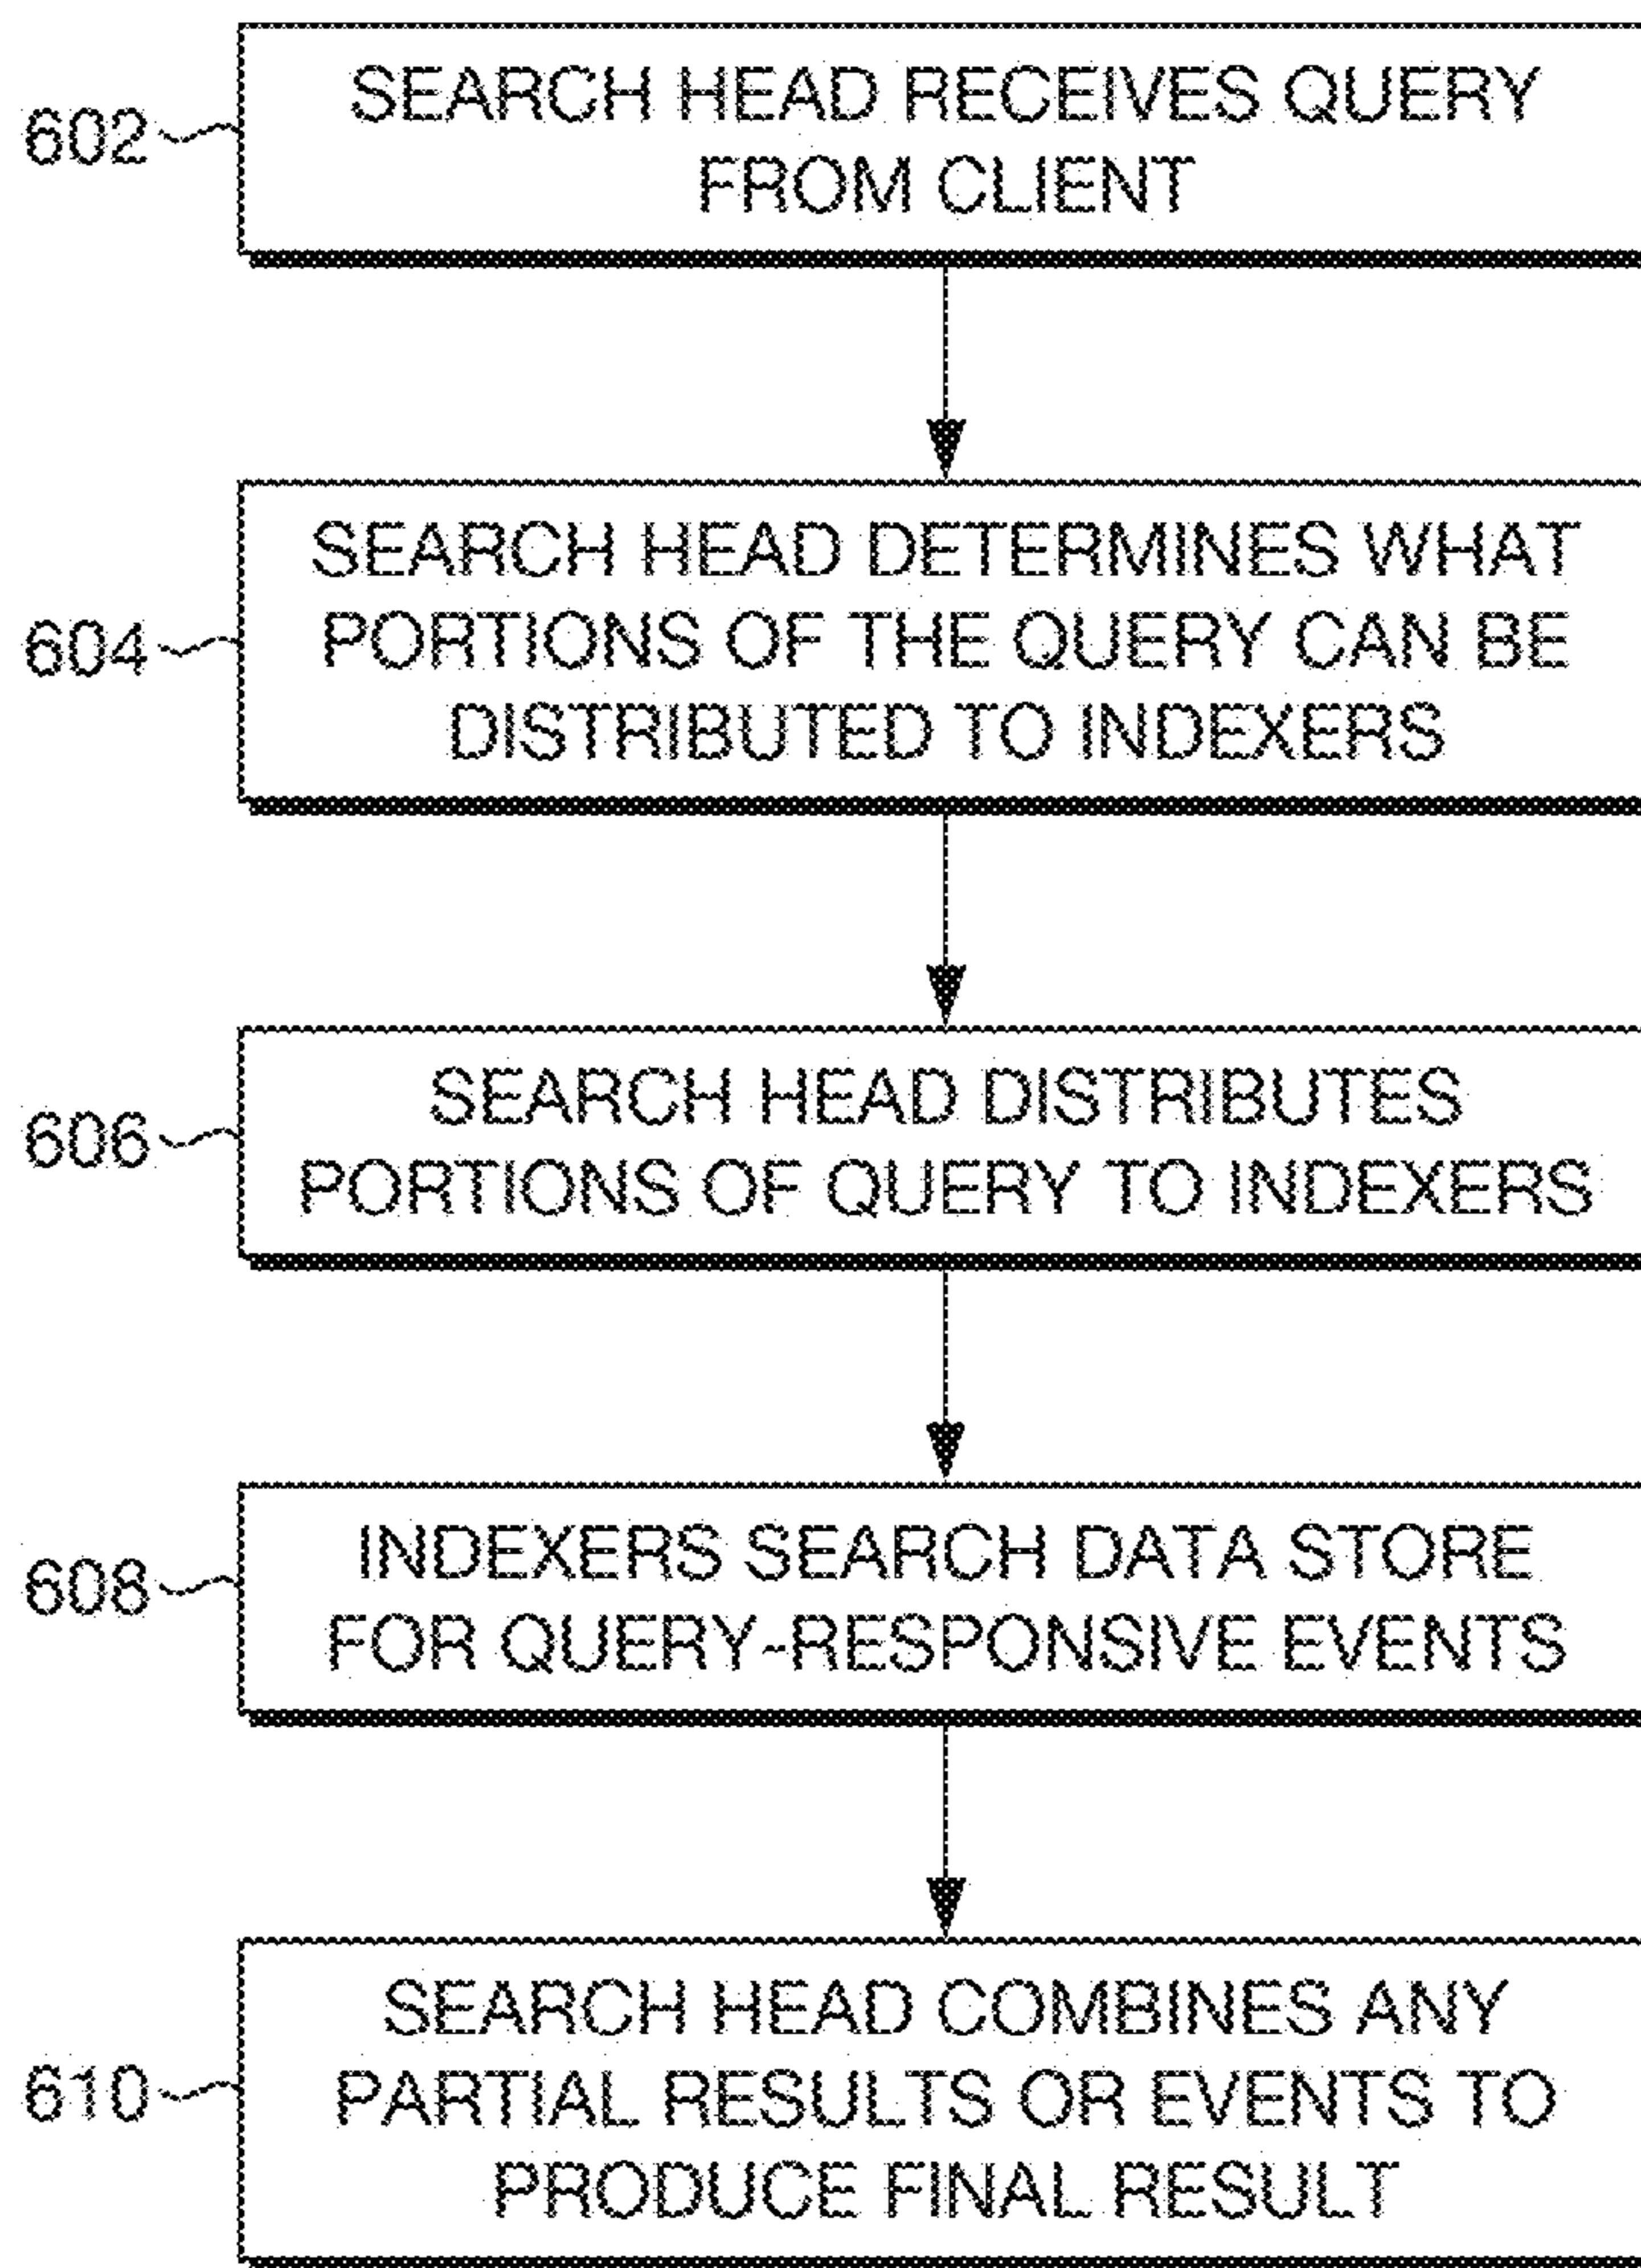 602
SEARCH HEAD RECEIVES QUERY
FROM CLIENT
604
SEARCH HEAD DETERMINES WHAT
PORTIONS OF THE QUERY CAN BE
DISTRIBUTED TO INDEXERS
606
SEARCH HEAD DISTRIBUTES
PORTIONS OF QUERY TO INDEXERS
608
INDEXERS SEARCH DATA STORE
FOR QUERY-RESPONSIVE EVENTS
610
SEARCH HEAD COMBINES ANY
PARTIAL RESULTS OR EVENTS TO
PRODUCE FINAL RESULT